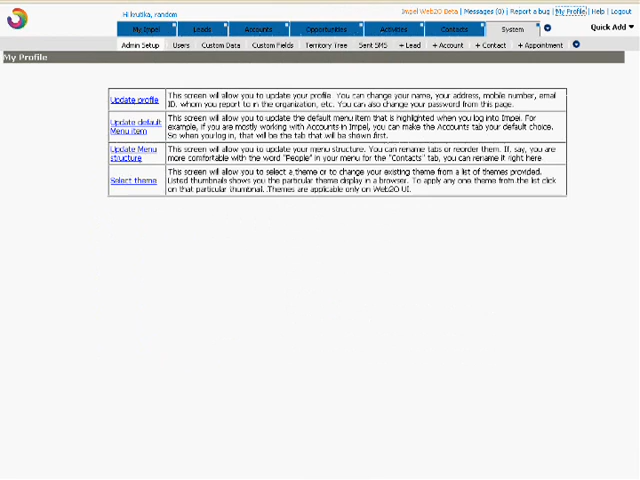 Hi kyutika, random
Impel Web2O Beta | Messages (0) | Report a bug | My Profile | Help | Logout
My Impel Leads Accounts Opportunities Activities Contacts System Quick Add
Admin Setup Users Custom Data Custom Fields Territory Tree Sent SMS + Lead + Account + Contact + Appointment
My Profile
Update profile
This screen will allow you to update your profile. You can change your name, your address, mobile number, email
ID, whom you report to in the organization, etc. You can also change your password from this page.
Update default
Menu item
This screen will allow you to update the default menu item that is highlighted when you log into Impel. For
example, if you are mostly working with Accounts in Impel, you can make the Accounts tab your default choice.
So when you log in, that will be the tab that will be shown first.
Update Menu
structure
This screen will allow you to update your menu structure. You can rename tabs or reorder them. If, say, you are
more comfortable with the word "People" in your menu for the "Contacts" tab, you can rename it right here
Select theme
This screen will allow you to select a theme or to change your existing theme from a list of themes provided.
Listed thumbnails shows you the particular theme display in a browser. To apply any one theme from the list click
on that particular thumbnail. .Themes are applicable only on Web2O UI.